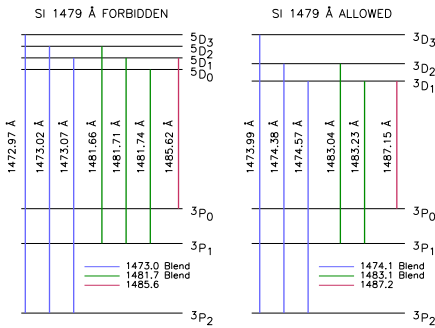 SI 1479 Å FORBIDDEN
5D3
5D2
5D1
5D0
1472.97 Å
1473.02 Å
1473.07 Å
1481.66 Å
1481.71 Å
1481.74 Å
1485.62 Å
3P0
3P1
1473.0 Blend
1481.7 Blend
1485.6
3P2
SI 1479 Å ALLOWED
3D3
3D2
3D1
1473.99 Å
1474.38 Å
1474.57 Å
1483.04 Å
1483.23 Å
1487.15 Å
3P0
3P1
1474.1 Blend
1483.1 Blend
1487.2
3P2